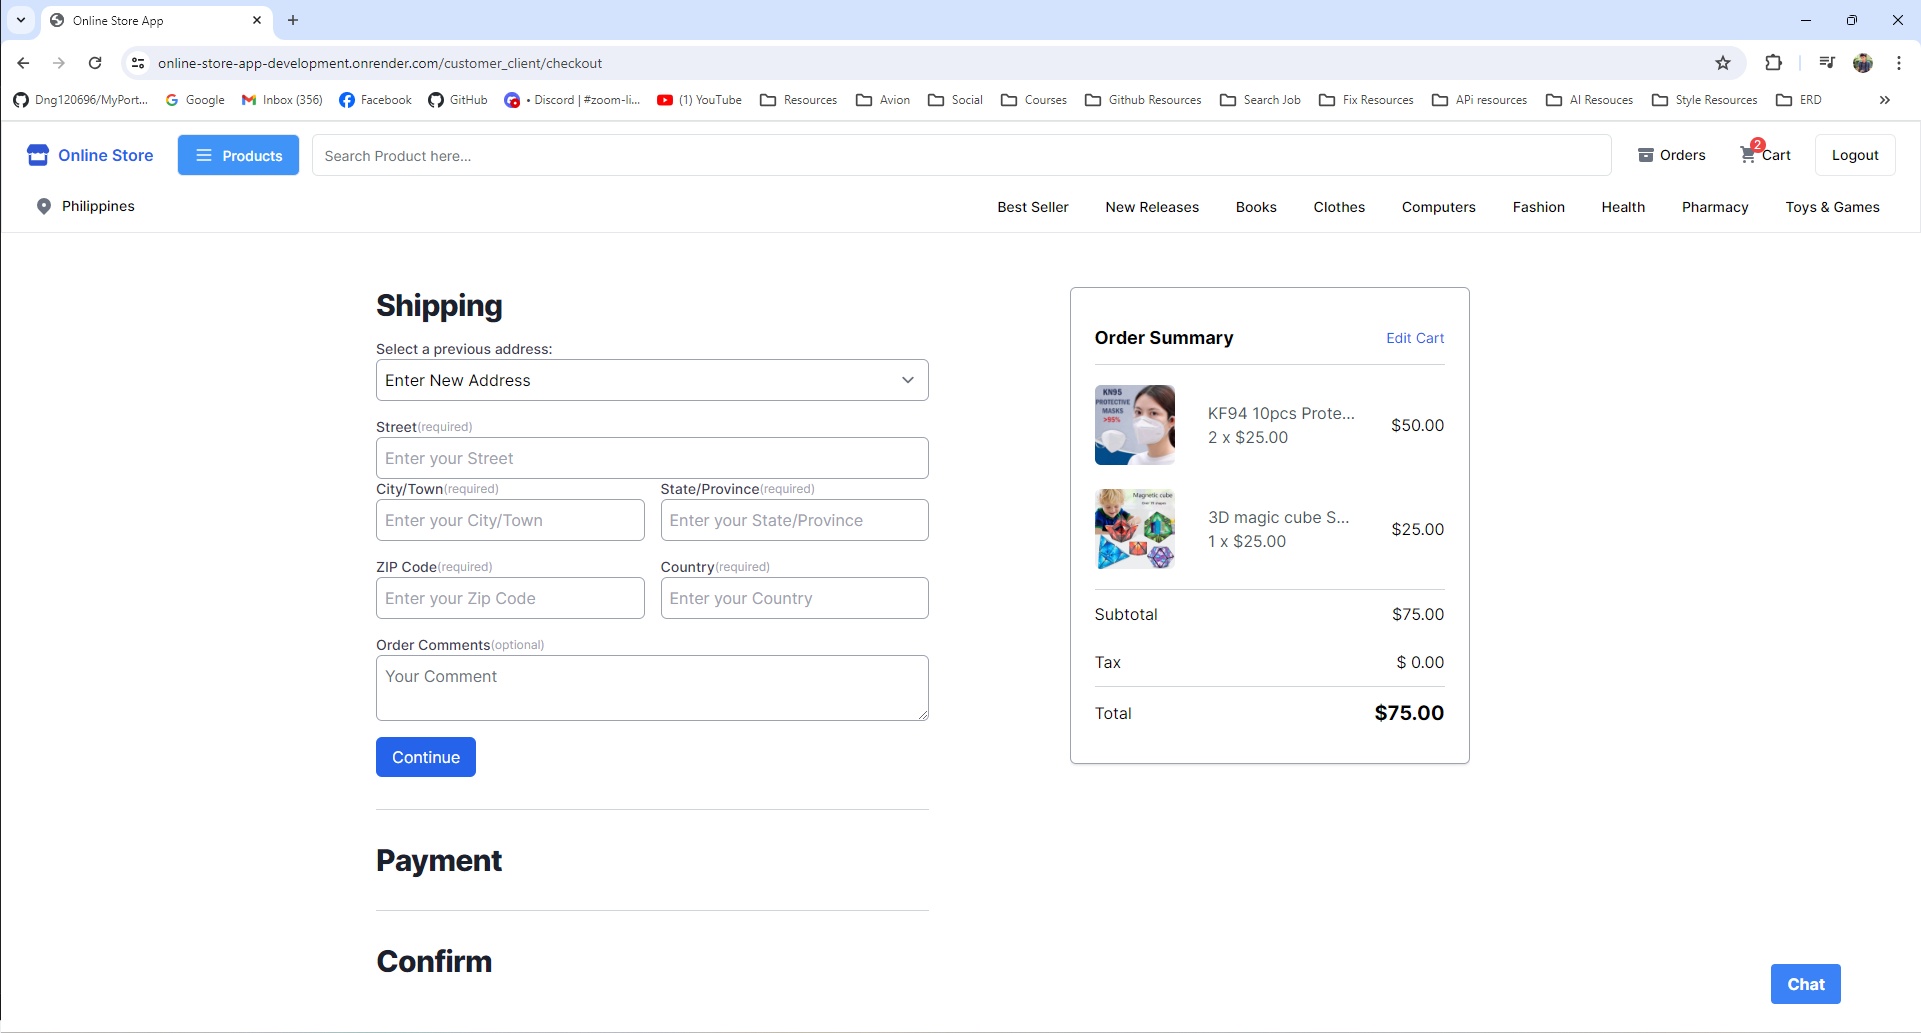 Online Store App
online-store-app-development.onrender.com/customer_client/checkout
Dng120696/MyPort... Google Inbox (356) Facebook GitHub • Discord | #zoom-li... (1) YouTube Resources Avion Social Courses Github Resources Search Job Fix Resources APi resources AI Resouces Style Resources ERD
Online Store Products Search Product here... Orders 2 Cart Logout
Philippines Best Seller New Releases Books Clothes Computers Fashion Health Pharmacy Toys & Games
Shipping
Select a previous address:
Enter New Address
Street(required)
Enter your Street
City/Town(required) State/Province(required)
Enter your City/Town Enter your State/Province
ZIP Code(required) Country(required)
Enter your Zip Code Enter your Country
Order Comments(optional)
Your Comment
Continue
Payment
Confirm
Order Summary Edit Cart
KN95
PROTECTIVE
MASKS
>95%
KF94 10pcs Prote...
2 x $25.00
$50.00
Magnetic cube
3D magic cube S...
1 x $25.00
$25.00
Subtotal $75.00
Tax $ 0.00
Total $75.00
Chat